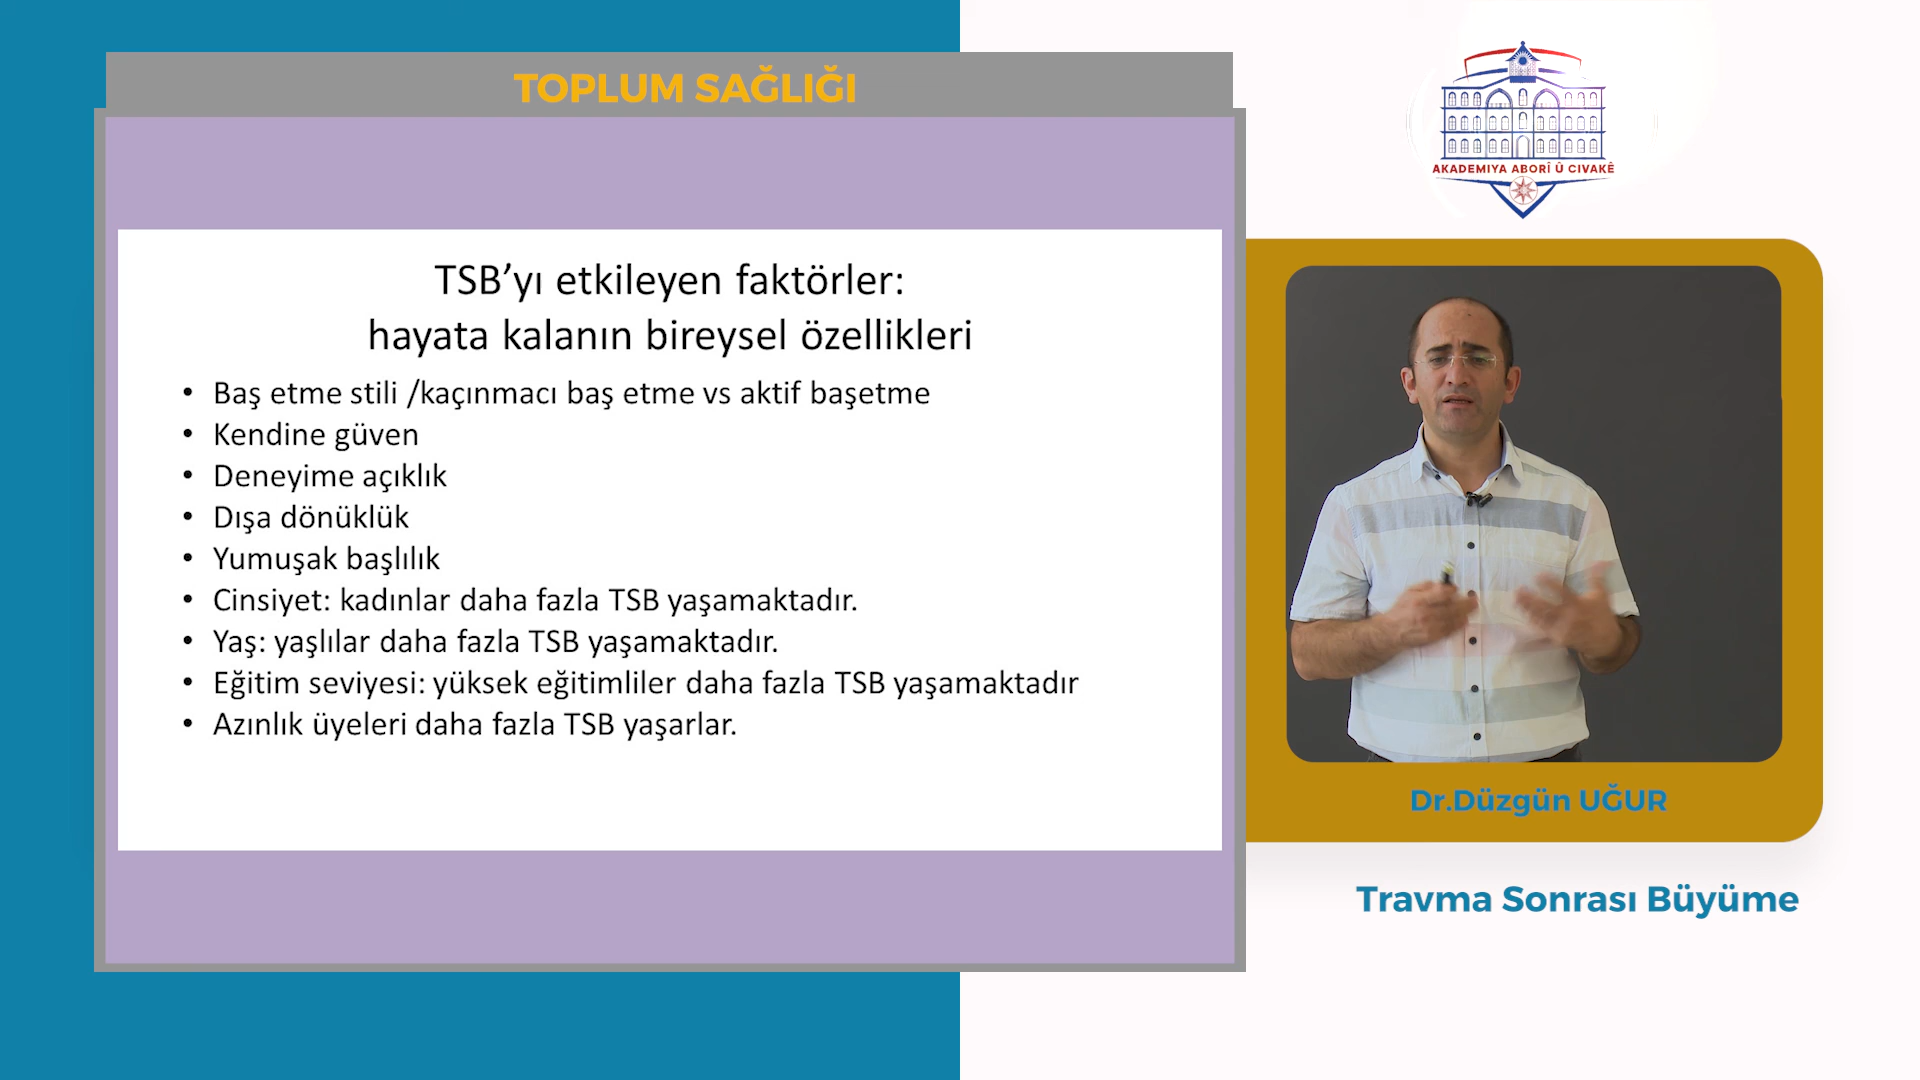 TOPLUM SAĞLIĞI
TSB’yı etkileyen faktörler:
hayata kalanın bireysel özellikleri
• Baş etme stili /kaçınmacı baş etme vs aktif başetme
• Kendine güven
• Deneyime açıklık
• Dışa dönüklük
• Yumuşak başlılık
• Cinsiyet: kadınlar daha fazla TSB yaşamaktadır.
• Yaş: yaşlılar daha fazla TSB yaşamaktadır.
• Eğitim seviyesi: yüksek eğitimliler daha fazla TSB yaşamaktadır
• Azınlık üyeleri daha fazla TSB yaşarlar.
AKADEMIYA ABORÎ Û CIVAKÊ
Dr.Düzgün UĞUR
Travma Sonrası Büyüme